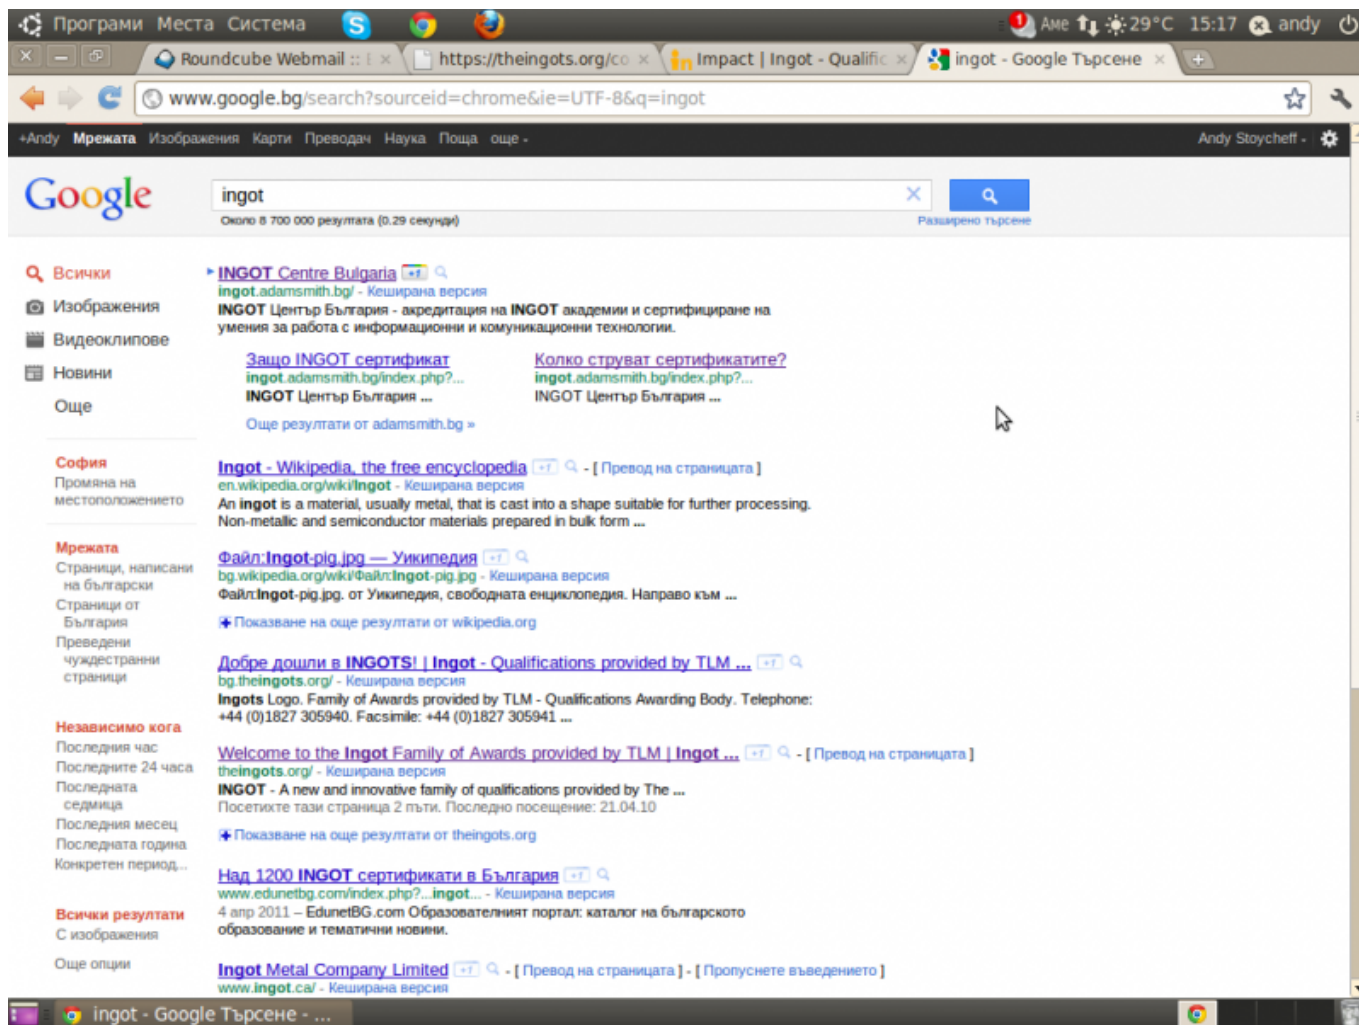 Програми Места Система
1 Аме 29°C 15:17 andy
Roundcube Webmail ::
https://theingots.org/co
Impact | Ingot - Qualific
ingot - Google Търсене
www.google.bg/search?sourceid=chrome&ie=UTF-8&q=ingot
+Andy Мрежата Изображения Карти Преводач Наука Поща още
Andy Stoycheff
Google
ingot
Около 8 700 000 резултата (0.29 секунди)
Разширено търсене
Всички
Изображения
Видеоклипове
Новини
Още
София
Промяна на
местоположението
Мрежата
Страници, написани
на български
Страници от
България
Преведени
чуждестранни
страници
Независимо кога
Последния час
Последните 24 часа
Последната
седмица
Последния месец
Последната година
Конкретен период...
Всички резултати
С изображения
Още опции
INGOT Centre Bulgaria +1
ingot.adamsmith.bg/ - Кеширана версия
INGOT Център България - акредитация на INGOT академии и сертифициране на
умения за работа с информационни и комуникационни технологии.
Защо INGOT сертификат
ingot.adamsmith.bg/index.php?...
INGOT Център България ...
Колко струват сертификатите?
ingot.adamsmith.bg/index.php?...
INGOT Център България ...
Още резултати от adamsmith.bg »
Ingot - Wikipedia, the free encyclopedia +1 - [ Превод на страницата ]
en.wikipedia.org/wiki/Ingot - Кеширана версия
An ingot is a material, usually metal, that is cast into a shape suitable for further processing.
Non-metallic and semiconductor materials prepared in bulk form ...
Файл:Ingot-pig.jpg — Уикипедия +1
bg.wikipedia.org/wiki/Файл:Ingot-pig.jpg - Кеширана версия
Файл:Ingot-pig.jpg. от Уикипедия, свободната енциклопедия. Направо към ...
Показване на още резултати от wikipedia.org
Добре дошли в INGOTS! | Ingot - Qualifications provided by TLM ... +1
bg.theingots.org/ - Кеширана версия
Ingots Logo. Family of Awards provided by TLM - Qualifications Awarding Body. Telephone:
+44 (0)1827 305940. Facsimile: +44 (0)1827 305941 ...
Welcome to the Ingot Family of Awards provided by TLM | Ingot ... +1 - [ Превод на страницата ]
theingots.org/ - Кеширана версия
INGOT - A new and innovative family of qualifications provided by The ...
Посетихте тази страница 2 пъти. Последно посещение: 21.04.10
Показване на още резултати от theingots.org
Над 1200 INGOT сертификати в България +1
www.edunetbg.com/index.php?...ingot... - Кеширана версия
4 апр 2011 – EdunetBG.com Образователният портал: каталог на българското
образование и тематични новини.
Ingot Metal Company Limited +1 - [ Превод на страницата ] - [ Пропуснете въведението ]
www.ingot.ca/ - Кеширана версия
ingot - Google Търсене - ...